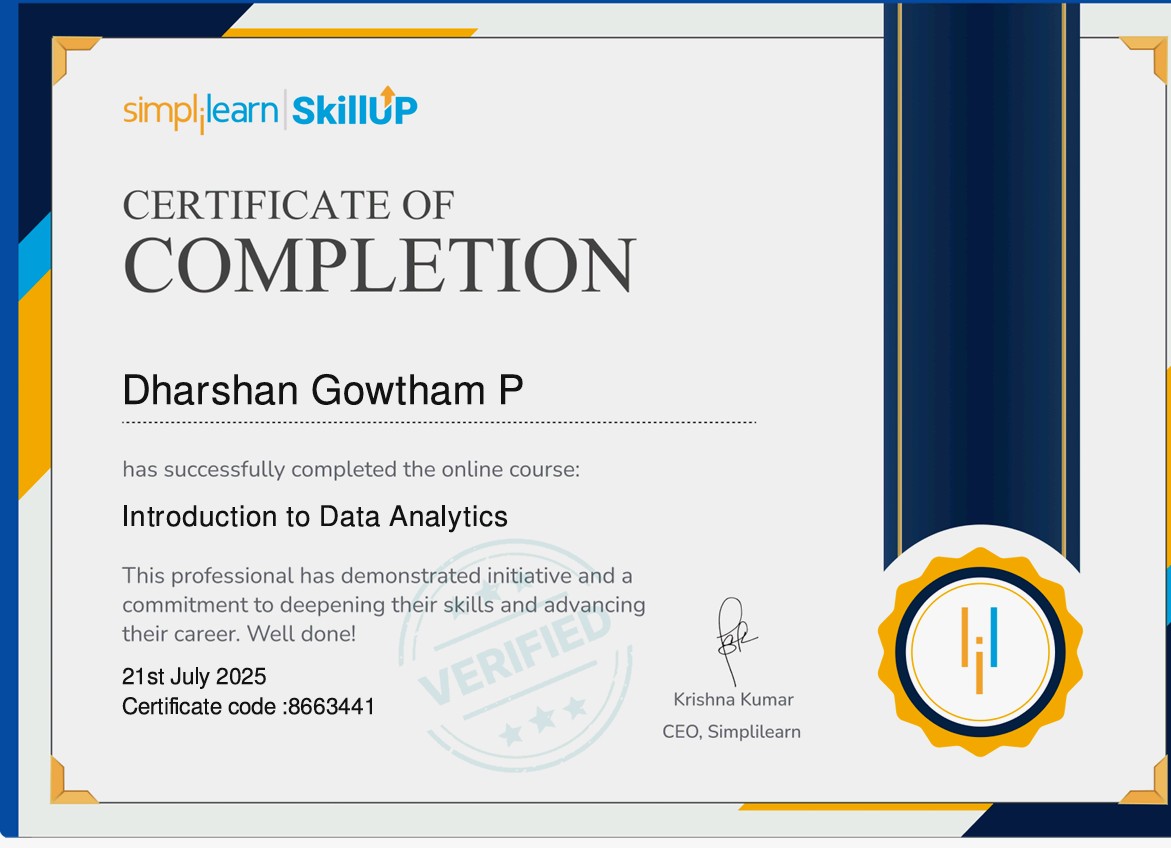 simplilearn | SkillUP
CERTIFICATE OF
COMPLETION
Dharshan Gowtham P
has successfully completed the online course:
Introduction to Data Analytics
This professional has demonstrated initiative and a
commitment to deepening their skills and advancing
their career. Well done!
VERIFIED
21st July 2025
Certificate code :8663441
Krishna Kumar
CEO, Simplilearn